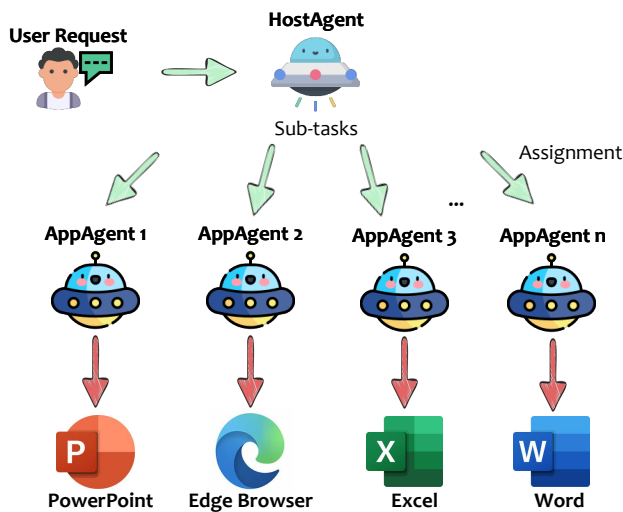 HostAgent
User Request
Sub-tasks
Assignment
...
AppAgent 1
AppAgent 2
AppAgent 3
AppAgent n
P
X
W
PowerPoint
Edge Browser
Excel
Word